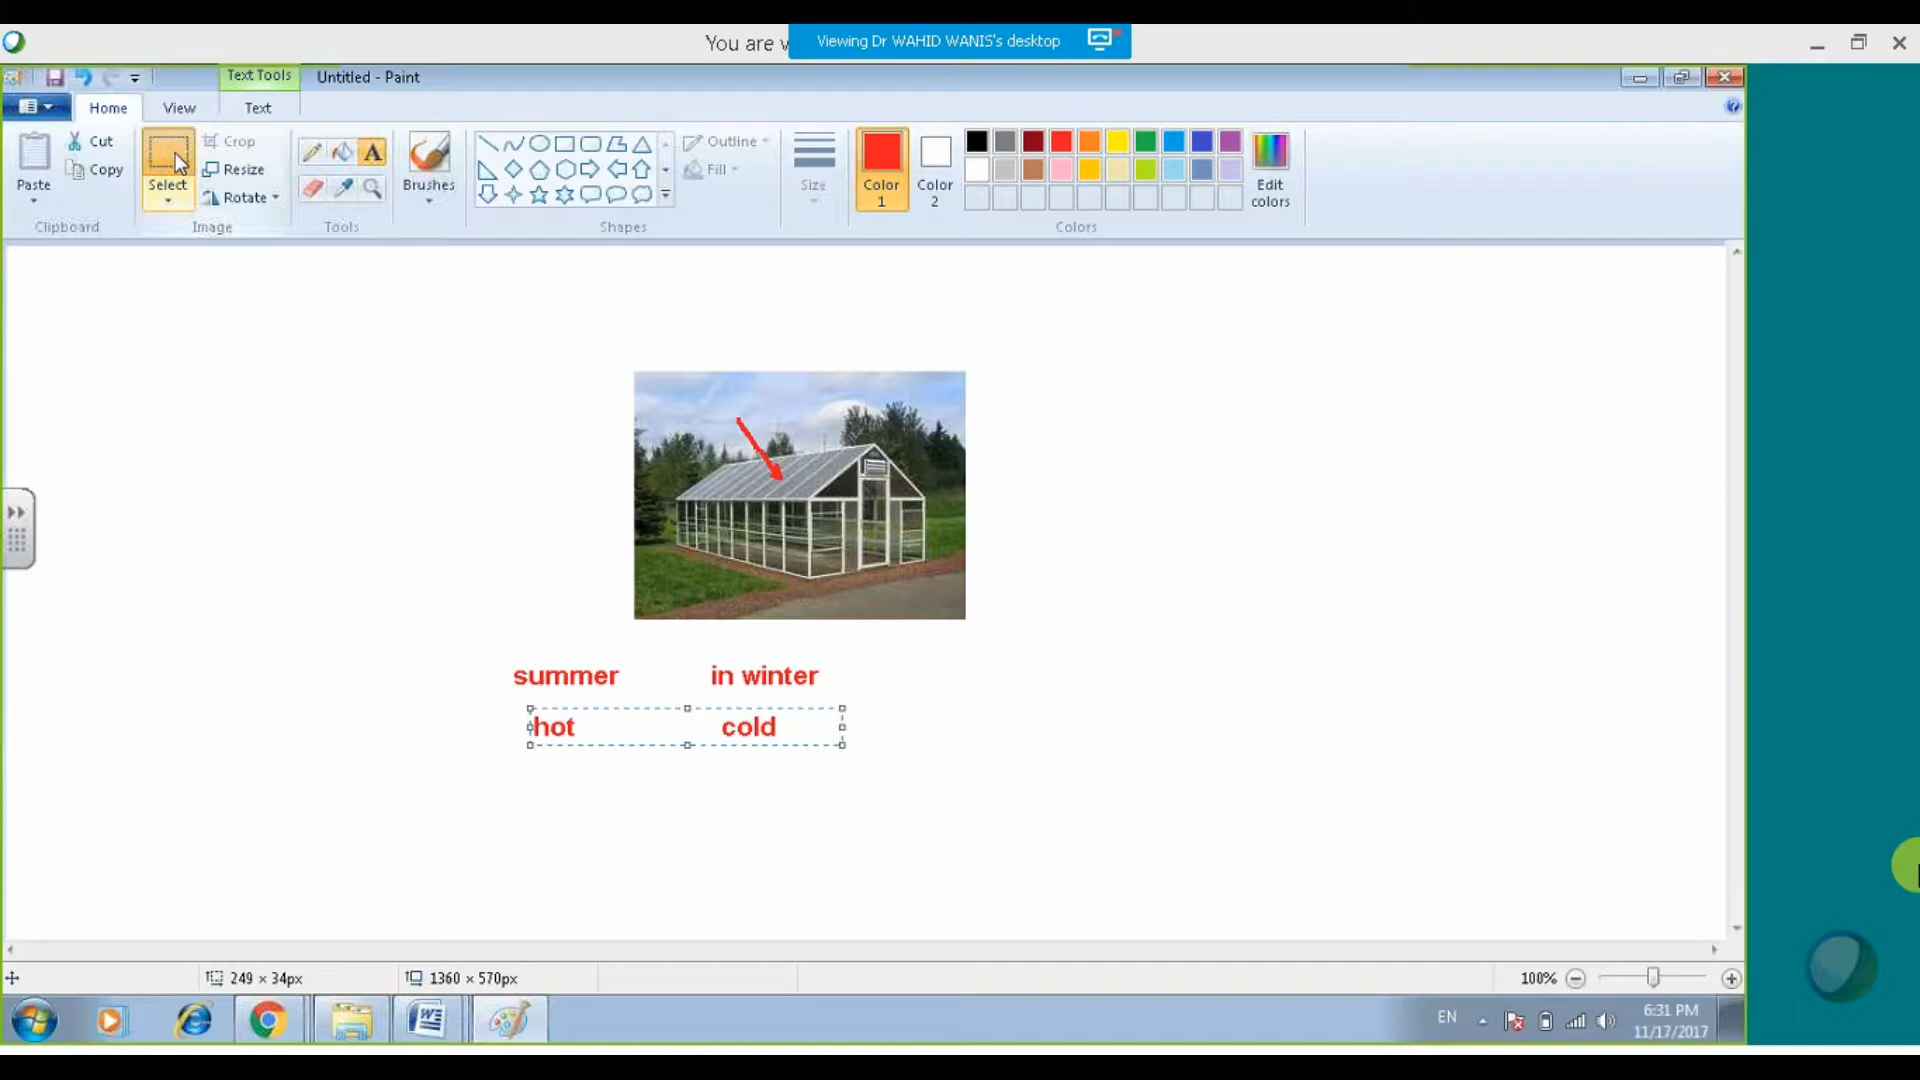 You are v
Viewing Dr WAHID WANIS's desktop
Text Tools
Untitled - Paint
Home
View
Text
Paste
Cut
Copy
Clipboard
Select
Crop
Resize
Rotate
Image
A
Tools
Brushes
Shapes
Outline
Fill
Size
Color
1
Color
2
Edit
colors
Colors
summer in winter
hot cold
249 × 34px
1360 × 570px
100%
EN
6:31 PM
11/17/2017